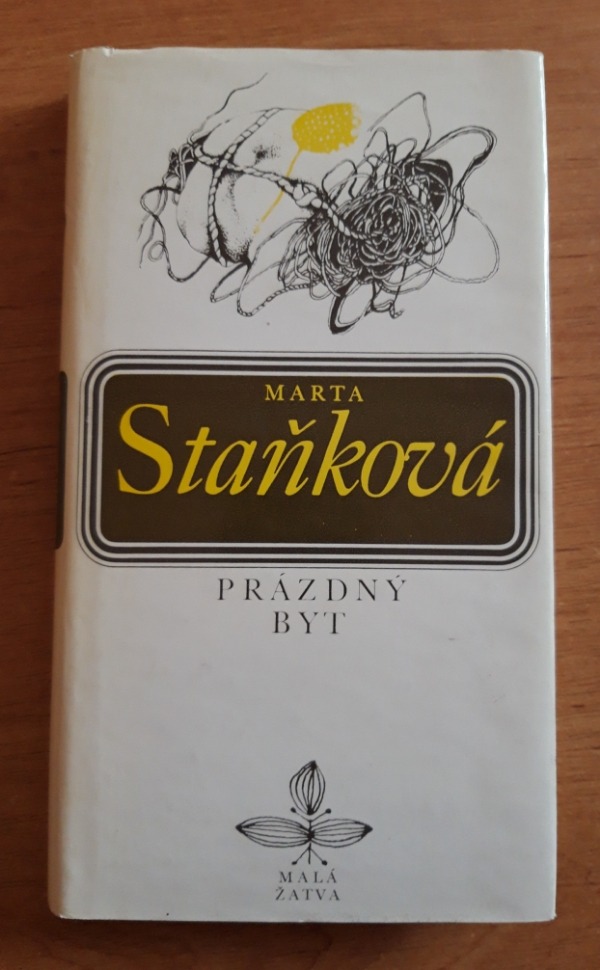 MARTA
Staňková
PRÁZDNÝ
BYT
MALÁ
ŽATVA